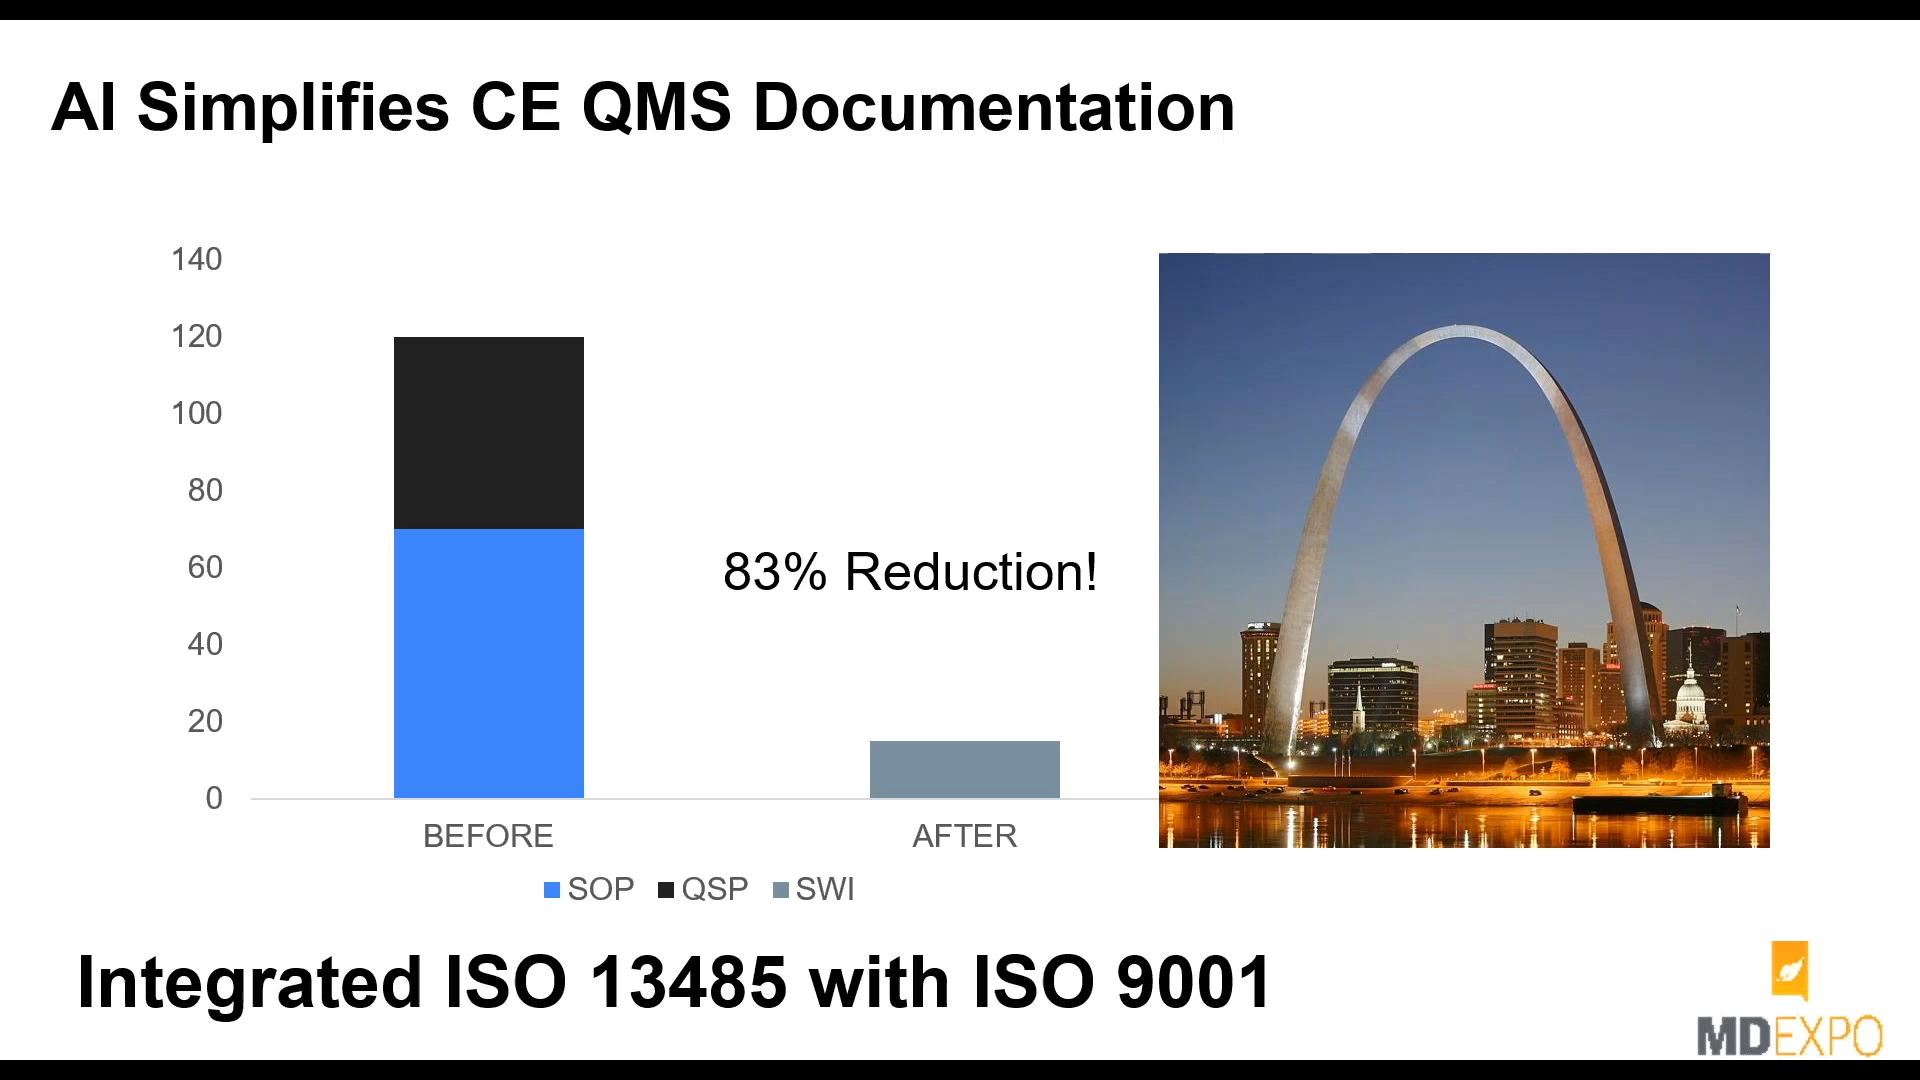 AI Simplifies CE QMS Documentation
140
120
100
80
60
40
20
0
83% Reduction!
BEFORE
AFTER
SOP QSP SWI
Integrated ISO 13485 with ISO 9001
MDEXPO